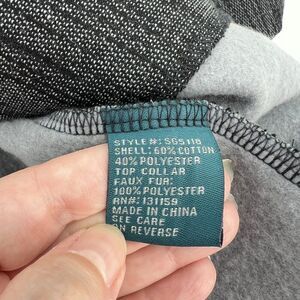 STYLE#: SG5118
SHELL: 60% COTTON
40% POLYESTER
TOP COLLAR
FAUX FUR:
100% POLYESTER
RN#: 131159
MADE IN CHINA
SEE CARE
ON REVERSE